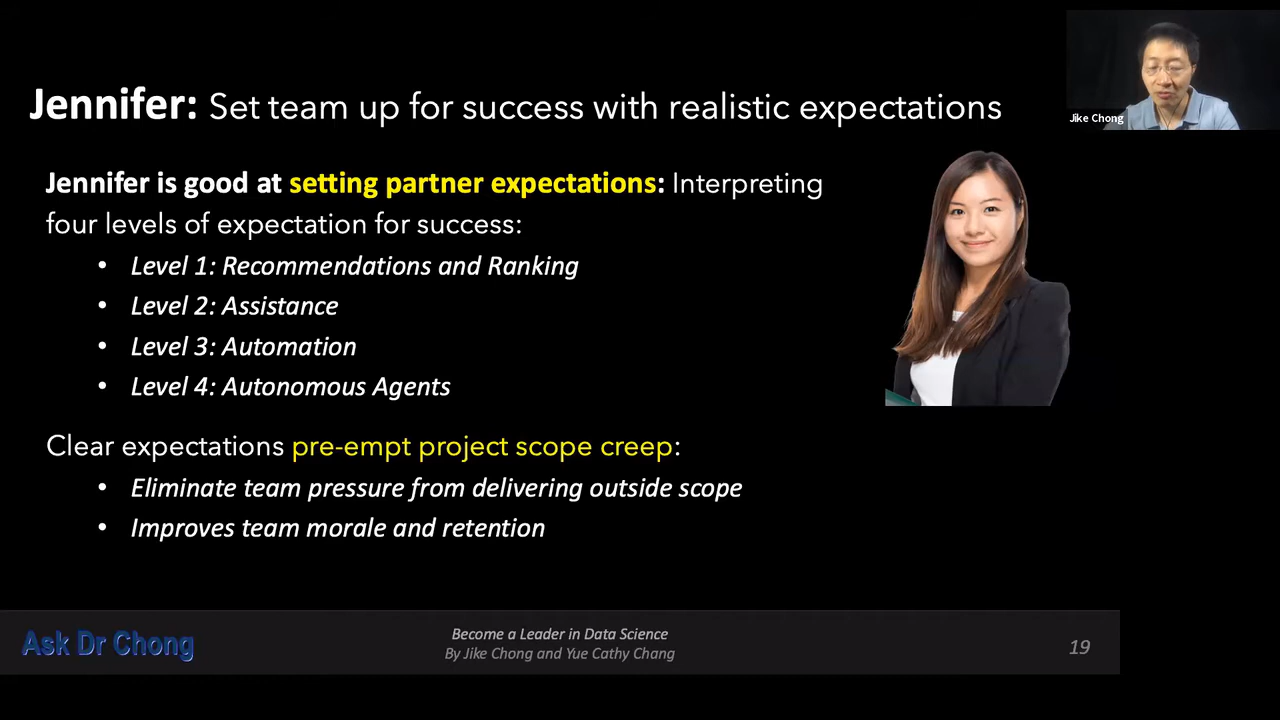 Jennifer: Set team up for success with realistic expectations
Jike Chong
Jennifer is good at setting partner expectations: Interpreting
four levels of expectation for success:
• Level 1: Recommendations and Ranking
• Level 2: Assistance
• Level 3: Automation
• Level 4: Autonomous Agents
Clear expectations pre-empt project scope creep:
• Eliminate team pressure from delivering outside scope
• Improves team morale and retention
Ask Dr Chong
Become a Leader in Data Science
By Jike Chong and Yue Cathy Chang
19